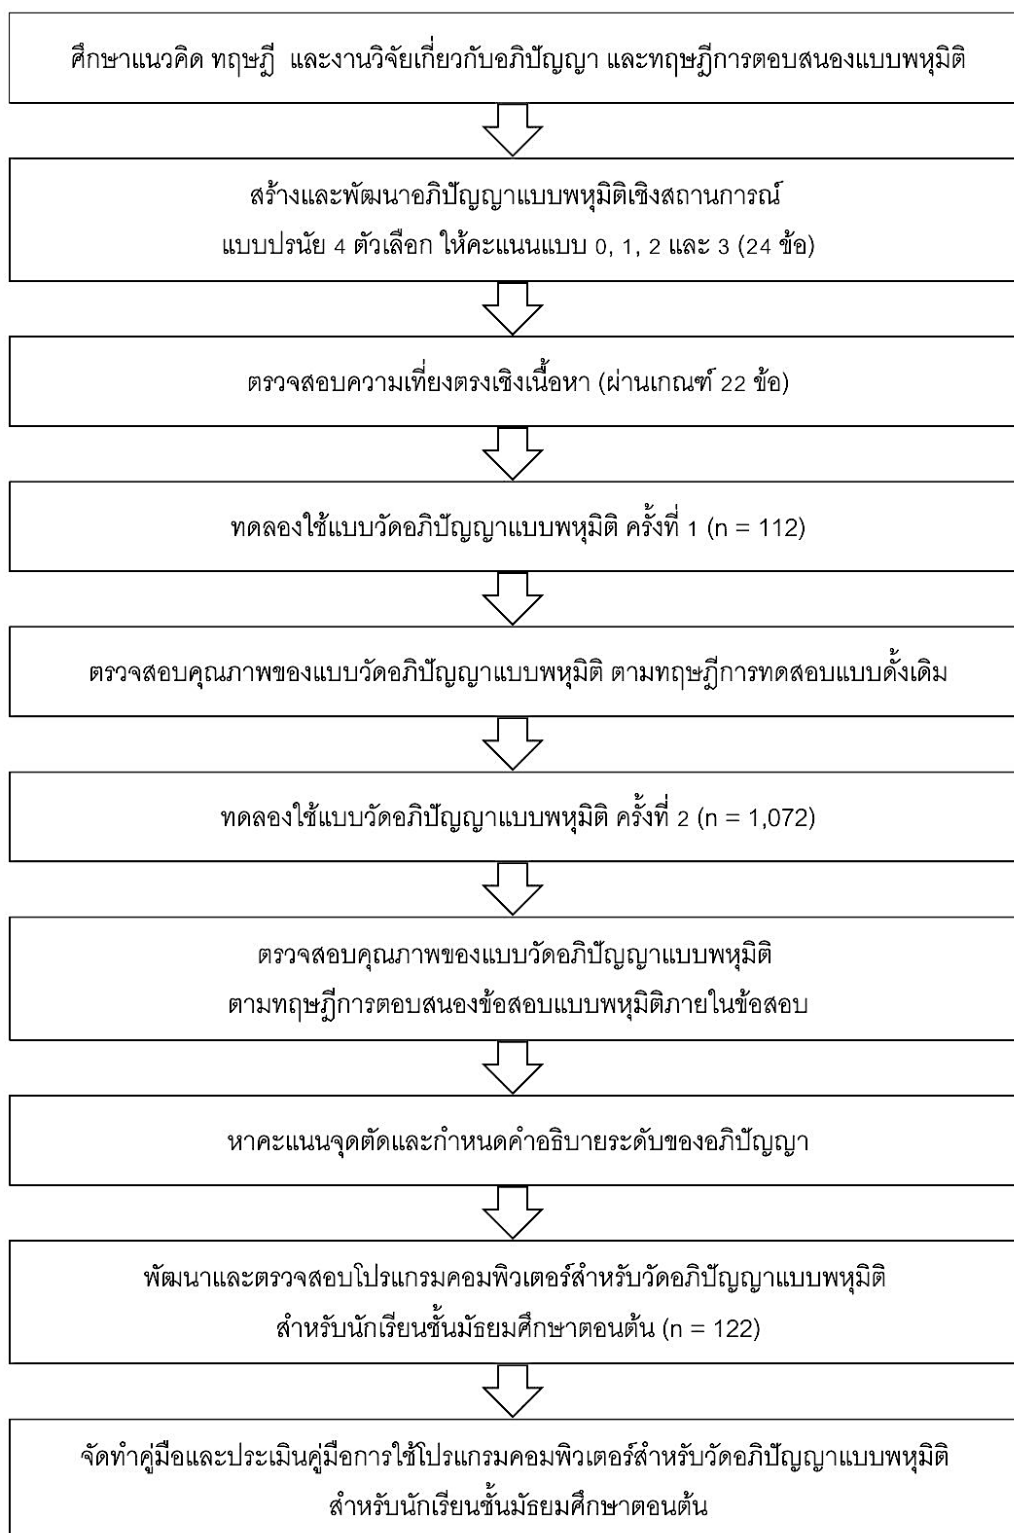 ศึกษาแนวคิด ทฤษฎี และงานวิจัยเกี่ยวกับอภิปัญญา และทฤษฎีการตอบสนองแบบพหุมิติ
สร้างและพัฒนาอภิปัญญาแบบพหุมิติเชิงสถานการณ์
แบบปรนัย 4 ตัวเลือก ให้คะแนนแบบ 0, 1, 2 และ 3 (24 ข้อ)
ตรวจสอบความเที่ยงตรงเชิงเนื้อหา (ผ่านเกณฑ์ 22 ข้อ)
ทดลองใช้แบบวัดอภิปัญญาแบบพหุมิติ ครั้งที่ 1 (n = 112)
ตรวจสอบคุณภาพของแบบวัดอภิปัญญาแบบพหุมิติ ตามทฤษฎีการทดสอบแบบดั้งเดิม
ทดลองใช้แบบวัดอภิปัญญาแบบพหุมิติ ครั้งที่ 2 (n = 1,072)
ตรวจสอบคุณภาพของแบบวัดอภิปัญญาแบบพหุมิติ
ตามทฤษฎีการตอบสนองข้อสอบแบบพหุมิติภายในข้อสอบ
หาคะแนนจุดตัดและกำหนดคำอธิบายระดับของอภิปัญญา
พัฒนาและตรวจสอบโปรแกรมคอมพิวเตอร์สำหรับวัดอภิปัญญาแบบพหุมิติ
สำหรับนักเรียนชั้นมัธยมศึกษาตอนต้น (n = 122)
จัดทำคู่มือและประเมินคู่มือการใช้โปรแกรมคอมพิวเตอร์สำหรับวัดอภิปัญญาแบบพหุมิติ
สำหรับนักเรียนชั้นมัธยมศึกษาตอนต้น